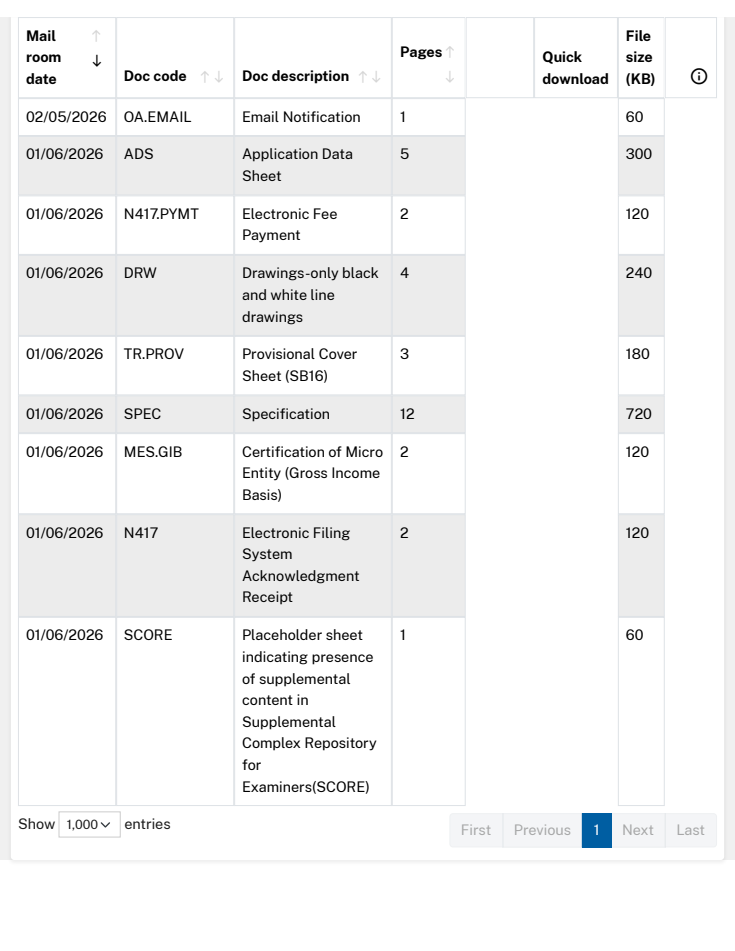 Mail room date Doc code Doc description Pages Quick download File size (KB)
02/05/2026 OA.EMAIL Email Notification 1 60
01/06/2026 ADS Application Data Sheet 5 300
01/06/2026 N417.PYMT Electronic Fee Payment 2 120
01/06/2026 DRW Drawings-only black and white line drawings 4 240
01/06/2026 TR.PROV Provisional Cover Sheet (SB16) 3 180
01/06/2026 SPEC Specification 12 720
01/06/2026 MES.GIB Certification of Micro Entity (Gross Income Basis) 2 120
01/06/2026 N417 Electronic Filing System Acknowledgment Receipt 2 120
01/06/2026 SCORE Placeholder sheet indicating presence of supplemental content in Supplemental Complex Repository for Examiners(SCORE) 1 60
Show 1,000 entries First Previous 1 Next Last